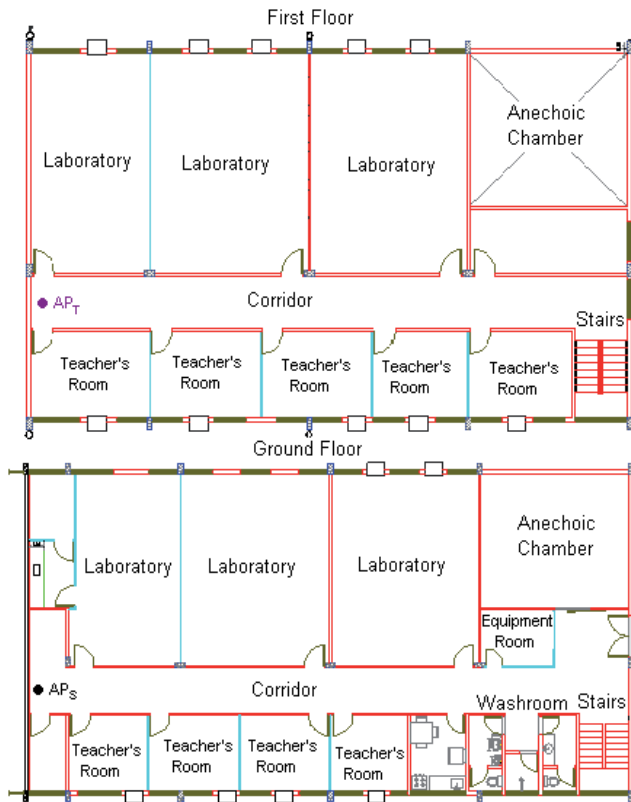 First Floor
Laboratory
Laboratory
Laboratory
Anechoic
Chamber
APT
Corridor
Stairs
Teacher's
Room
Teacher's
Room
Teacher's
Room
Teacher's
Room
Teacher's
Room
Ground Floor
Laboratory
Laboratory
Laboratory
Anechoic
Chamber
Equipment
Room
APS
Corridor
Washroom
Stairs
Teacher's
Room
Teacher's
Room
Teacher's
Room
Teacher's
Room